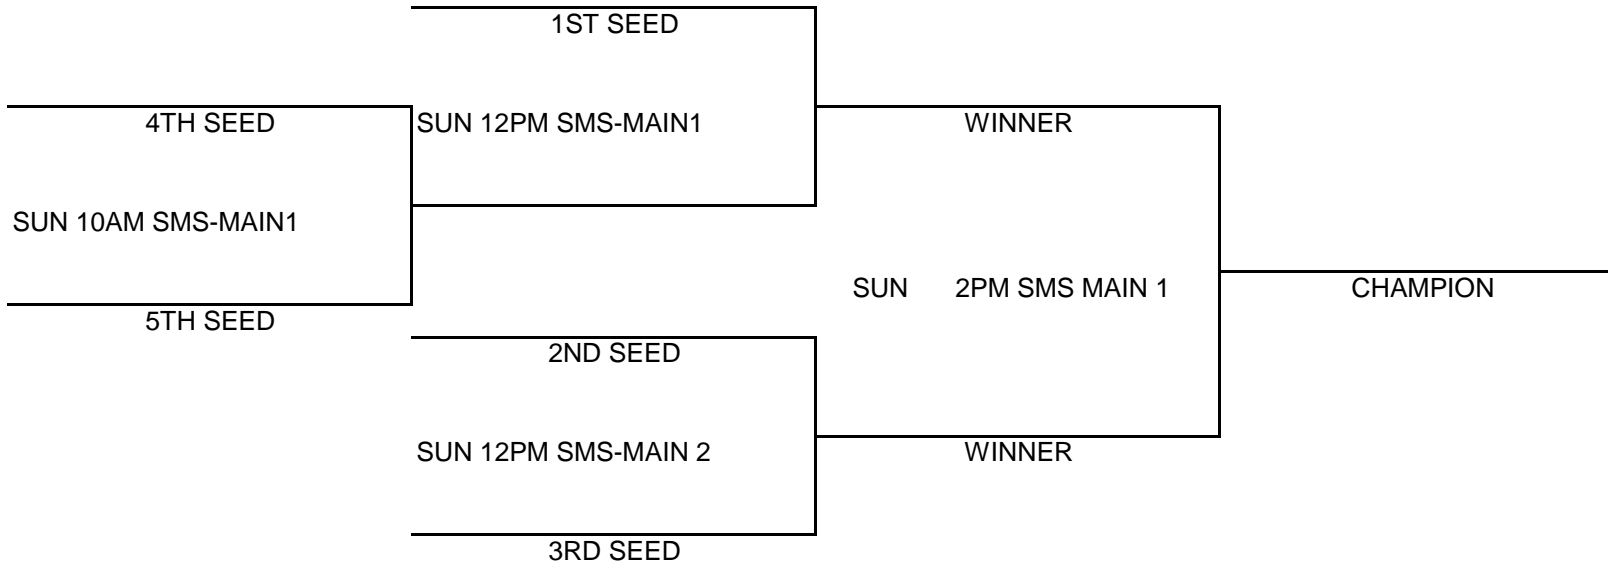 1ST SEED
4TH SEED
SUN 12PM SMS-MAIN1
WINNER
SUN 10AM SMS-MAIN1
SUN 2PM SMS MAIN 1
CHAMPION
5TH SEED
2ND SEED
SUN 12PM SMS-MAIN 2
WINNER
3RD SEED